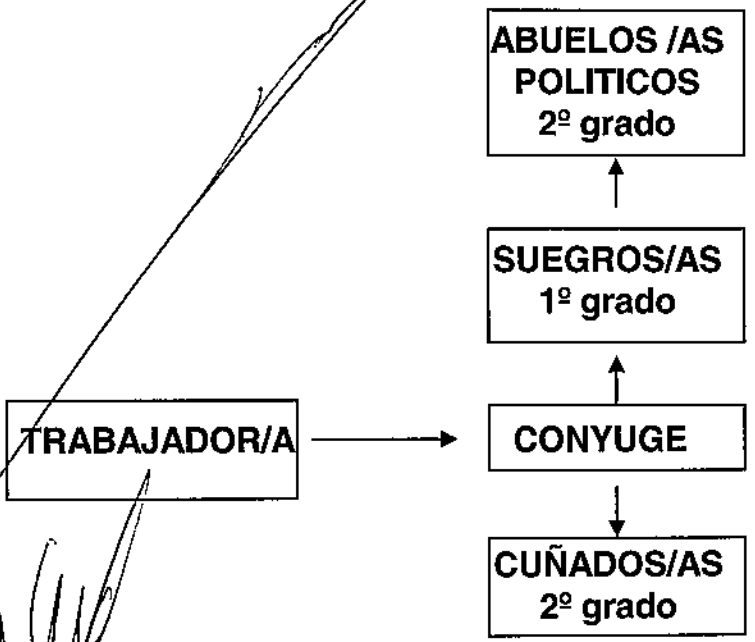 ABUELOS /AS
POLITICOS
2º grado
SUEGROS/AS
1º grado
TRABAJADOR/A
CONYUGE
CUÑADOS/AS
2º grado